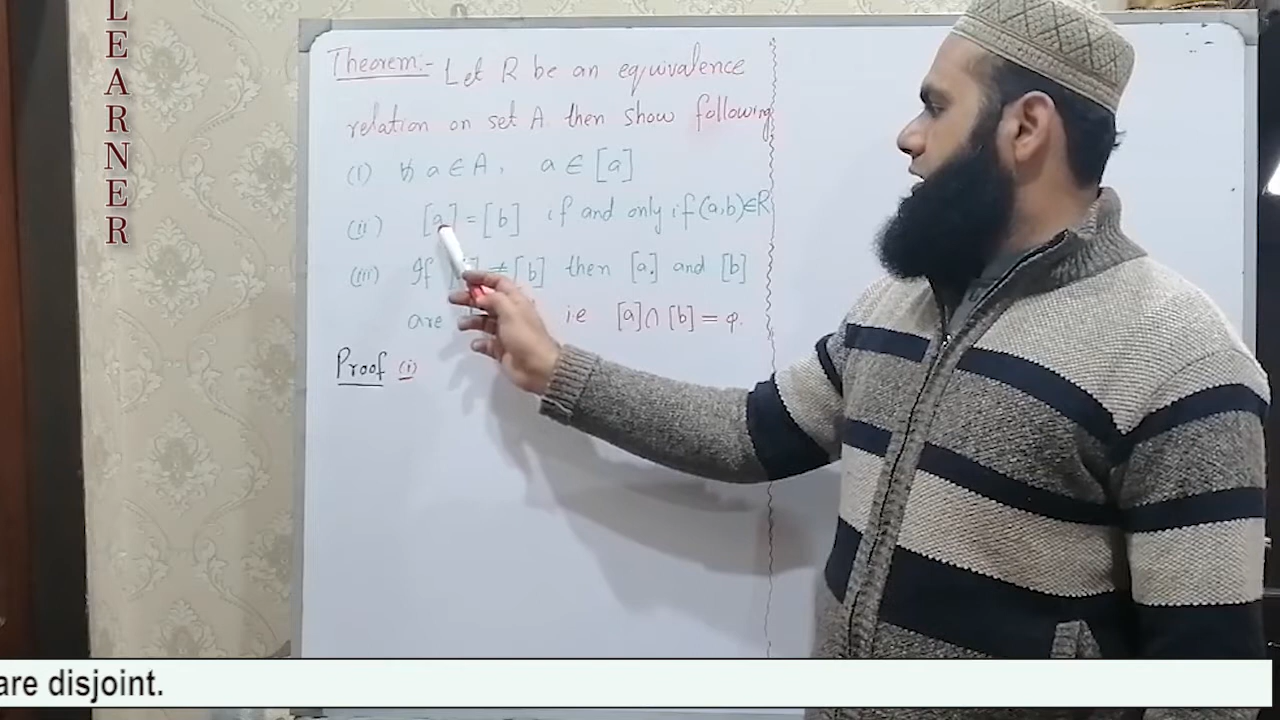 LEARNER
Theorem:- Let R be an equivalence
relation on set A then show following
(i) ∀ a ∈ A, a ∈ [a]
(ii) [a] = [b] if and only if (a,b) ∈ R
(iii) If ] ≠ [b] then [a] and [b]
are i e [a] ∩ [b] = φ.
Proof (i)
are disjoint.